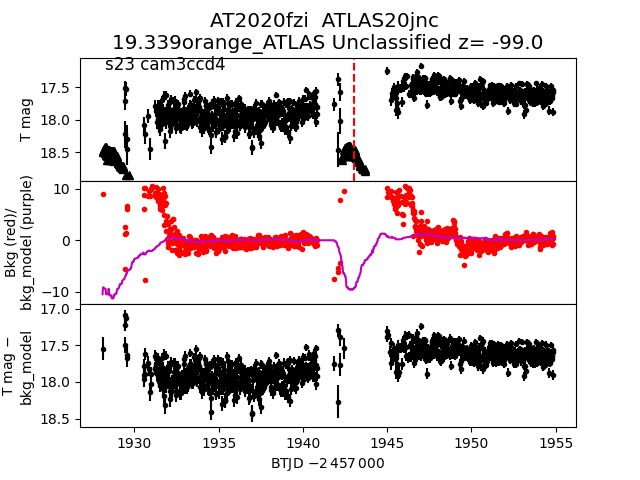 AT2020fzi  ATLAS20jnc
19.339orange_ATLAS Unclassified z= -99.0
s23 cam3ccd4
T mag
17.5
18.0
18.5
Bkg (red)/
bkg_model (purple)
10
0
−10
T mag −
bkg_model
17.0
17.5
18.0
18.5
1930 1935 1940 1945 1950 1955
BTJD −2 457 000